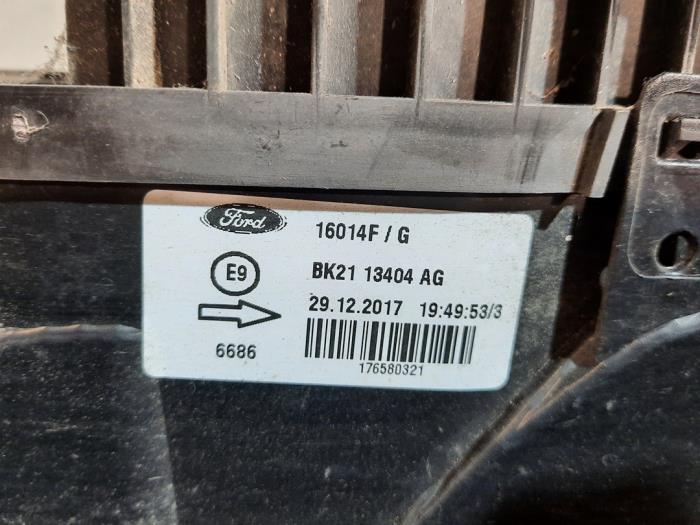 Ford
16014F / G
E9
BK21 13404 AG
29.12.2017 19:49:53/3
6686
176580321